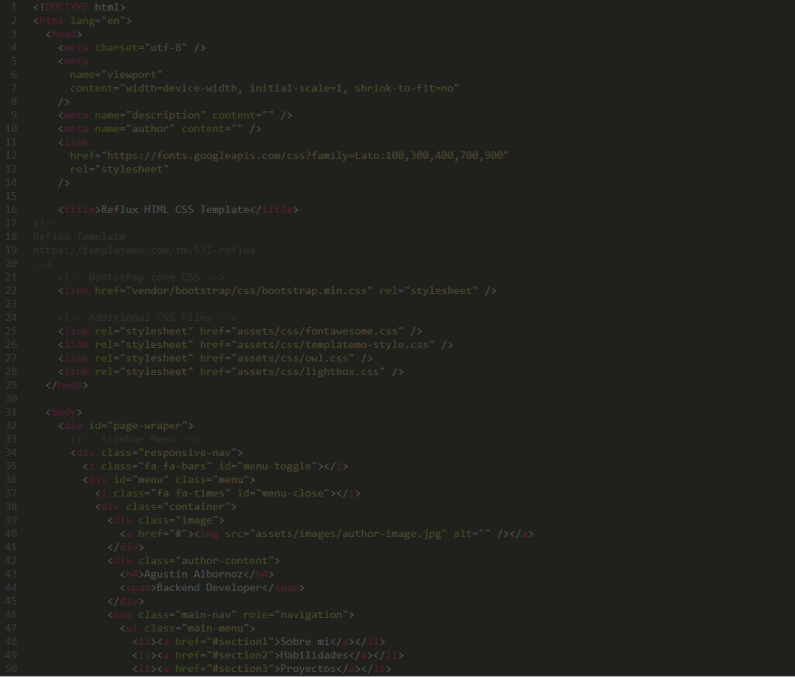 1 <!DOCTYPE html>
2 <html lang="en">
3 <head>
4 <meta charset="utf-8" />
5 <meta
6 name="viewport"
7 content="width=device-width, initial-scale=1, shrink-to-fit=no"
8 />
9 <meta name="description" content="" />
10 <meta name="author" content="" />
11 <link
12 href="https://fonts.googleapis.com/css?family=Lato:100,300,400,700,900"
13 rel="stylesheet"
14 />
15
16 <title>Reflux HTML CSS Template</title>
17 <!--
18 Reflux Template
19 https://templatemo.com/tm-531-reflux
20 -->
21 <!-- Bootstrap core CSS -->
22 <link href="vendor/bootstrap/css/bootstrap.min.css" rel="stylesheet" />
23
24 <!-- Additional CSS Files -->
25 <link rel="stylesheet" href="assets/css/fontawesome.css" />
26 <link rel="stylesheet" href="assets/css/templatemo-style.css" />
27 <link rel="stylesheet" href="assets/css/owl.css" />
28 <link rel="stylesheet" href="assets/css/lightbox.css" />
29 </head>
30
31 <body>
32 <div id="page-wraper">
33 <!-- Sidebar Menu -->
34 <div class="responsive-nav">
35 <i class="fa fa-bars" id="menu-toggle"></i>
36 <div id="menu" class="menu">
37 <i class="fa fa-times" id="menu-close"></i>
38 <div class="container">
39 <div class="image">
40 <a href="#"><img src="assets/images/author-image.jpg" alt="" /></a>
41 </div>
42 <div class="author-content">
43 <h4>Agustin Albornoz</h4>
44 <span>Backend Developer</span>
45 </div>
46 <nav class="main-nav" role="navigation">
47 <ul class="main-menu">
48 <li><a href="#section1">Sobre mi</a></li>
49 <li><a href="#section2">Habilidades</a></li>
50 <li><a href="#section3">Proyectos</a></li>